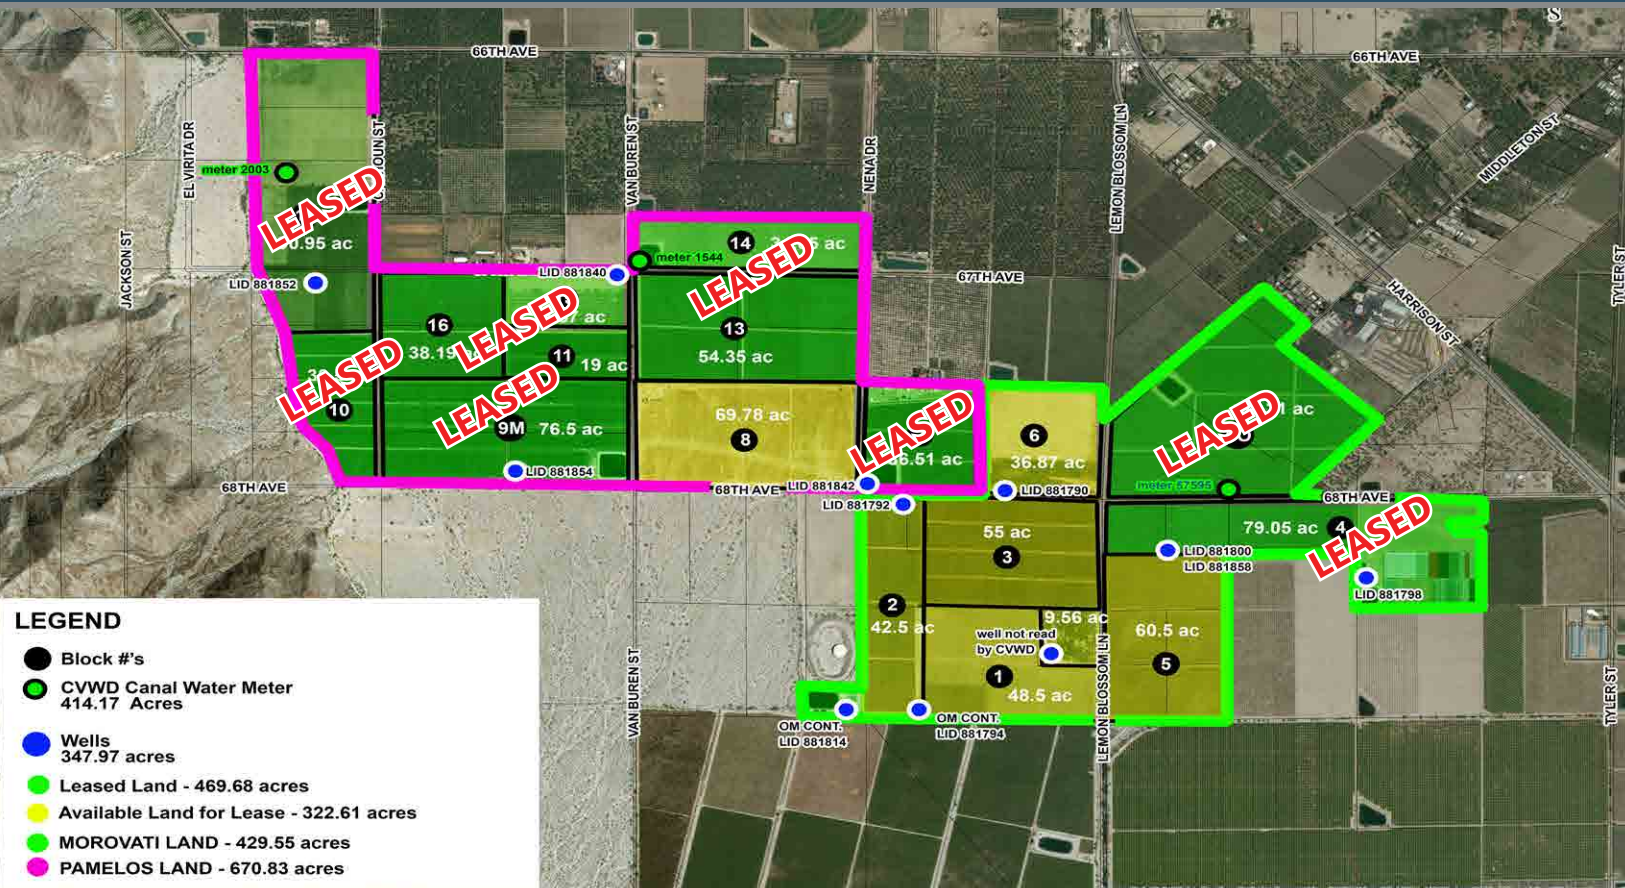 S
66TH AVE
66TH AVE
EL VIRITA DR
VAN BUREN ST
NENA DR
LEMON BLOSSOM LN
MIDDLETON ST
JACKSON ST
TYLER ST
HARRISON ST
meter 2003
LEASED
0.95 ac
LID 881852
LID 881840
14
meter 1544
LEASED
67TH AVE
16
38.19
LEASED
ac
11
19 ac
13
54.35 ac
LEASED
10
LEASED
9M
76.5 ac
LID 881854
69.78 ac
8
LEASED
6.51 ac
6
36.87 ac
LEASED
ac
meter 57595
68TH AVE
68TH AVE
LID 881842
LID 881790
68TH AVE
LID 881792
55 ac
3
79.05 ac
4
LEASED
LID 881800
LID 881858
LID 881798
2
42.5 ac
9.56 ac
well not read
by CVWD
1
48.5 ac
60.5 ac
5
VAN BUREN ST
LEMON BLOSSOM LN
TYLER ST
OM CONT.
LID 881814
OM CONT.
LID 881794
LEGEND
Block #'s
CVWD Canal Water Meter
414.17 Acres
Wells
347.97 acres
Leased Land - 469.68 acres
Available Land for Lease - 322.61 acres
MOROVATI LAND - 429.55 acres
PAMELOS LAND - 670.83 acres